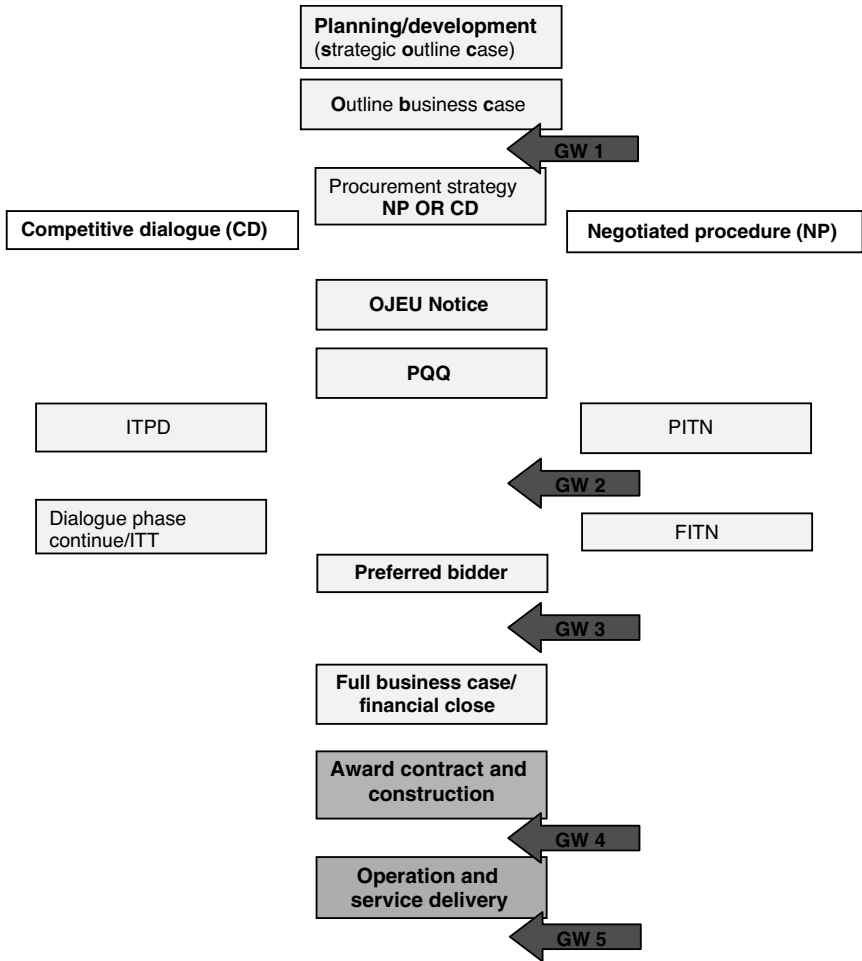 Planning/development
(strategic outline case)
Outline business case
GW 1
Procurement strategy
NP OR CD
Competitive dialogue (CD)
Negotiated procedure (NP)
OJEU Notice
PQQ
ITPD
PITN
GW 2
Dialogue phase
continue/ITT
FITN
Preferred bidder
GW 3
Full business case/
financial close
Award contract and
construction
GW 4
Operation and
service delivery
GW 5